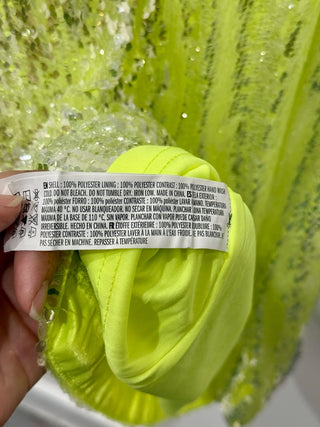 EN SHELL : 100% POLYESTER LINING : 100% POLYESTER CONTRAST : 100% POLYESTER HAND WASH
COLD. DO NOT BLEACH. DO NOT TUMBLE DRY. IRON LOW. MADE IN CHINA. ES TELA EXTERIOR :
100% poliéster FORRO : 100% poliéster CONTRASTE : 100% poliéster LAVAR A MANO. TEMPERATURA
MÁXIMA 40 °C. NO USAR BLANQUEADOR. NO SECAR EN MÁQUINA. PLANCHAR A TEMPERATURA
MÁXIMA DE LA BASE DE 110 °C, SIN VAPOR. PLANCHAR CON VAPOR PUEDE CAUSAR DAÑO
IRREVERSIBLE. HECHO EN CHINA. FR ÉTOFFE EXTÉRIEURE : 100% POLYESTER DOUBLURE : 100%
POLYESTER CONTRASTE : 100% POLYESTER LAVER À LA MAIN À L'EAU FROIDE. NE PAS BLANCHIR.
NE PAS SÉCHER EN MACHINE. REPASSER À TEMPÉRATURE